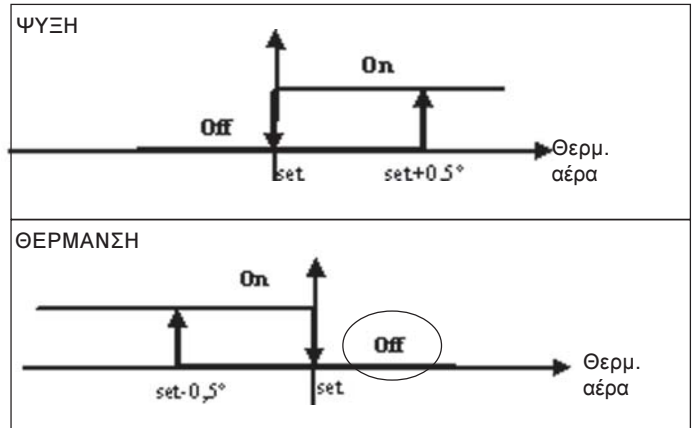 ΨΥΞΗ
On
Off
Θερμ.
αέρα
set
set+0.5°
ΘΕΡΜΑΝΣΗ
On
Off
Θερμ.
αέρα
set-0,5°
set